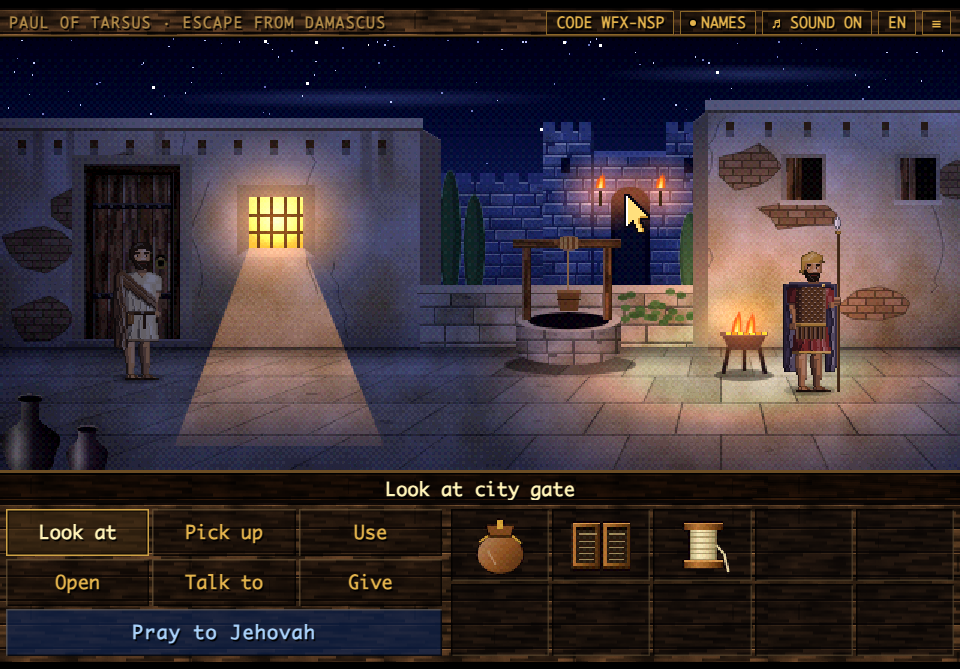 PAUL OF TARSUS · ESCAPE FROM DAMASCUS
CODE WFX-NSP
NAMES
SOUND ON
EN
Look at city gate
Look at
Pick up
Use
Open
Talk to
Give
Pray to Jehovah